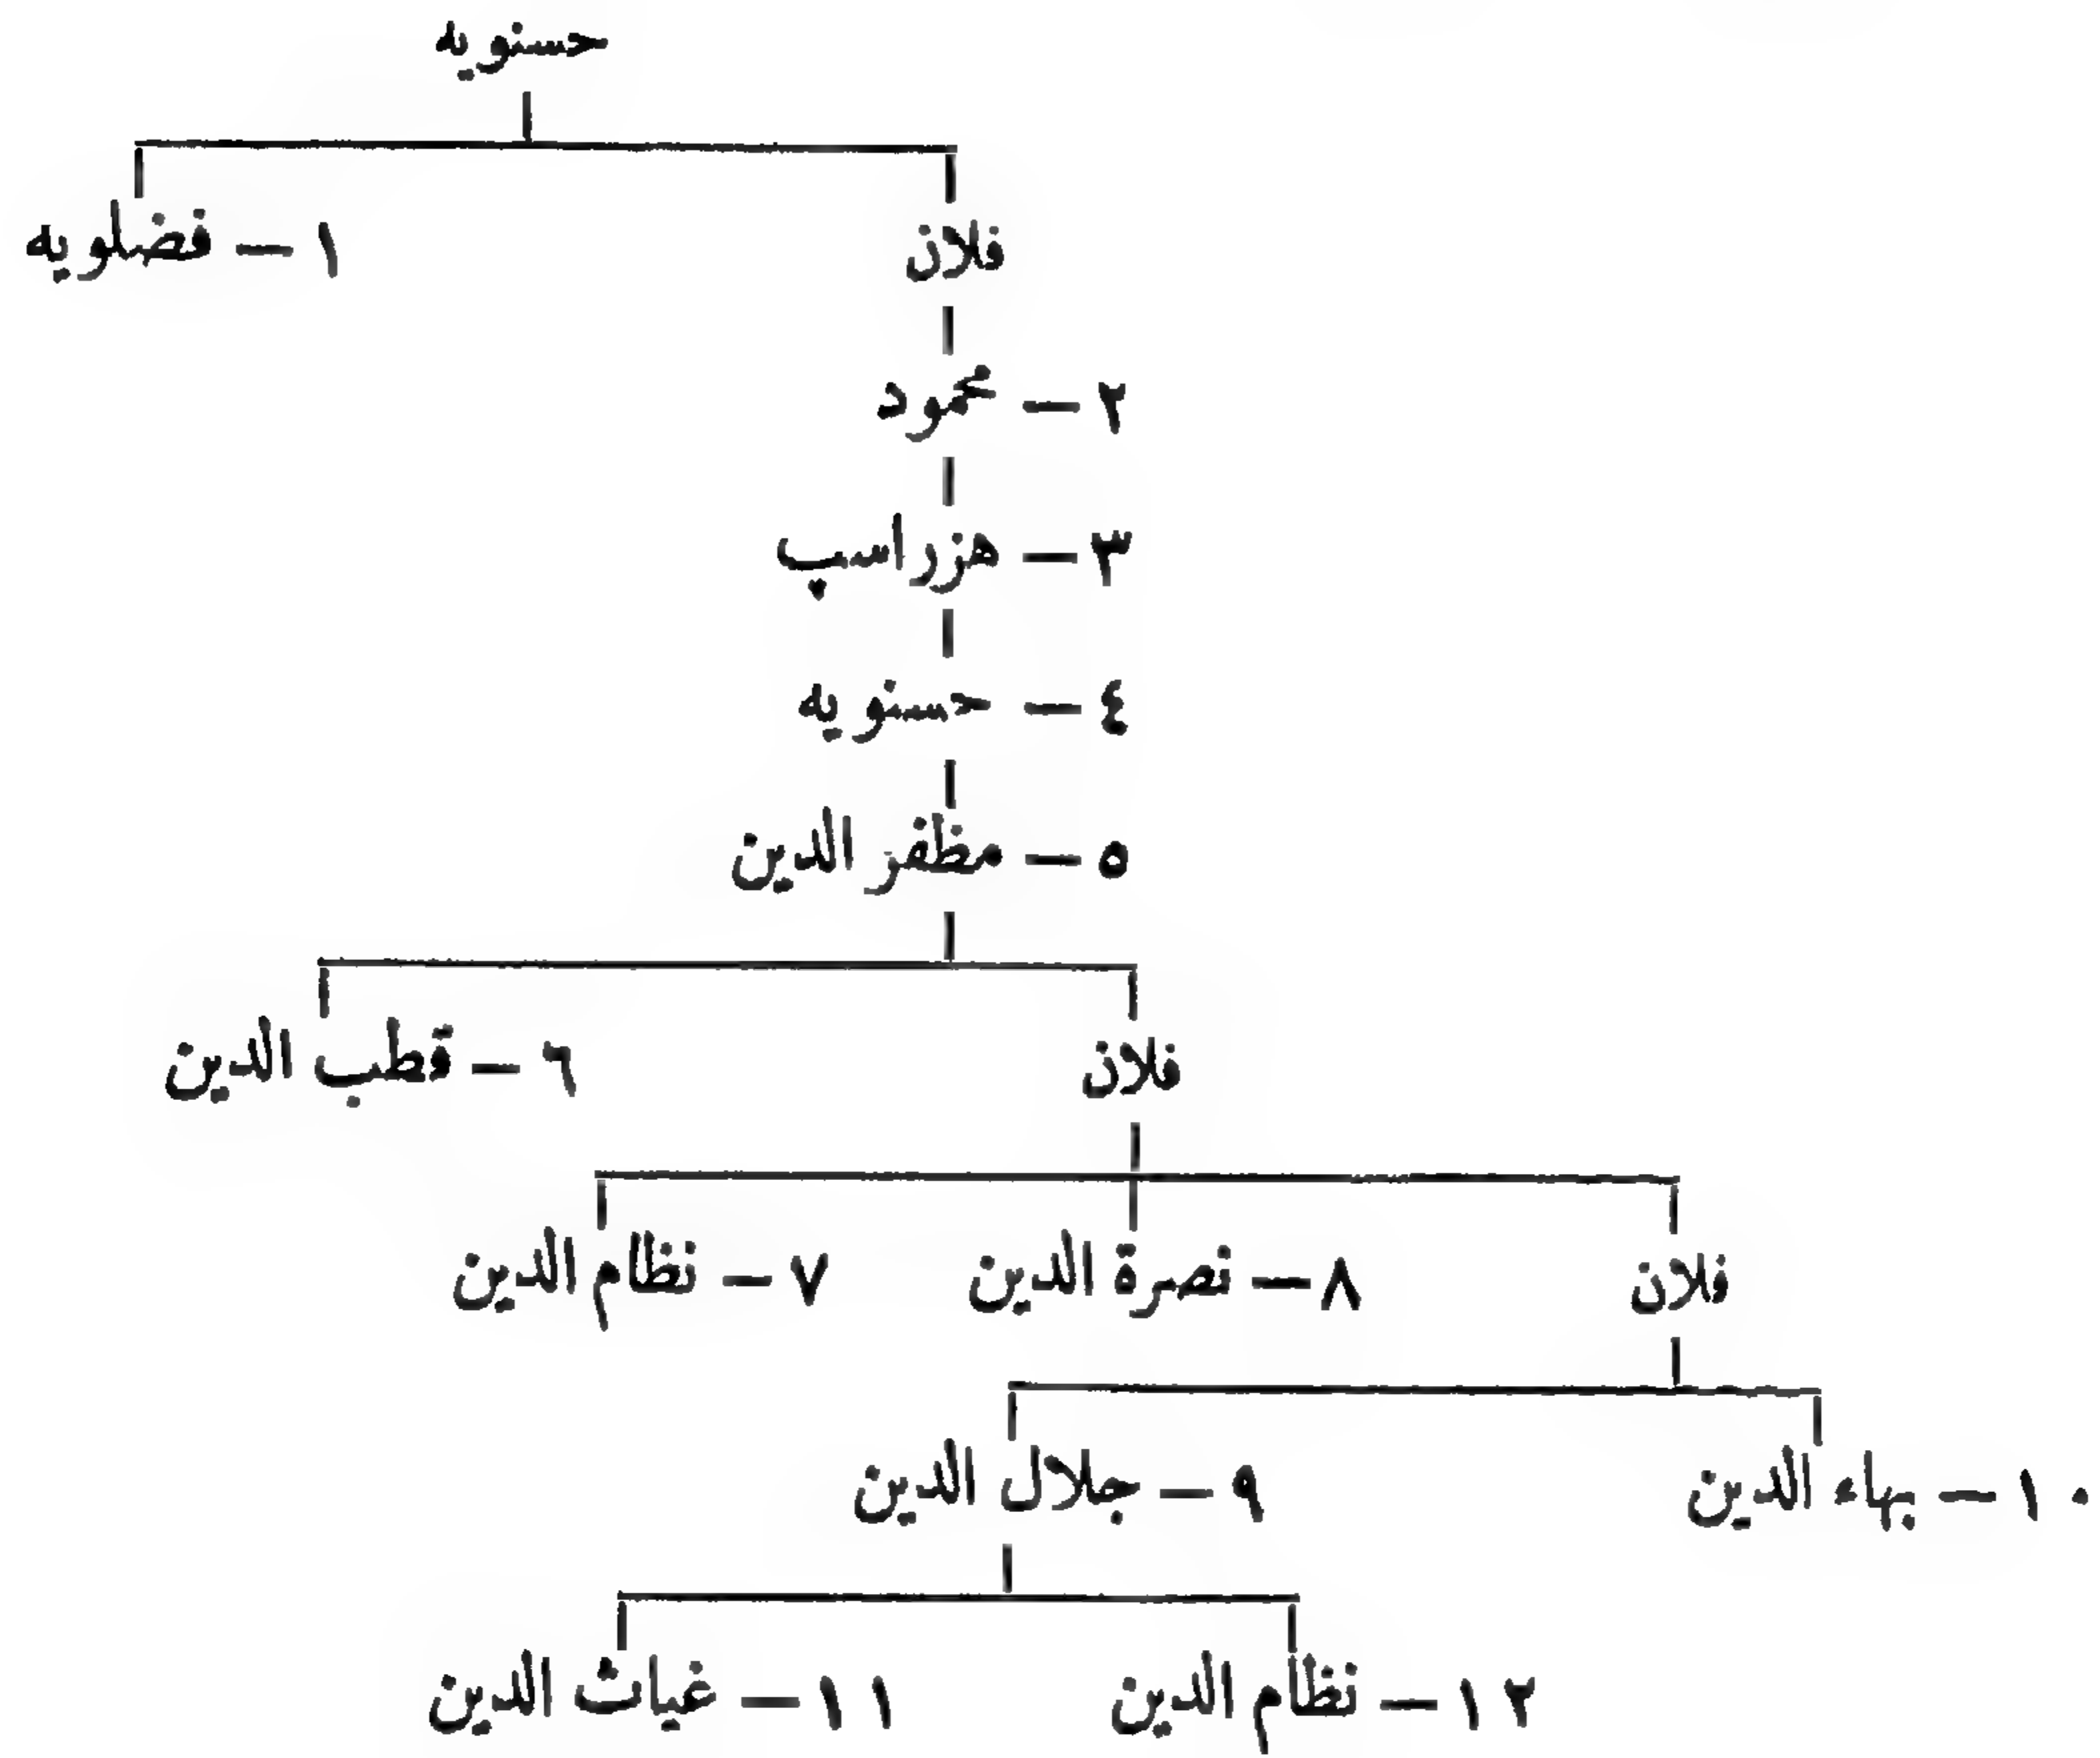 حسنويه
فلان
١ — فضلويه
٢ — محمود
٣ — هزراسپ
٤ — حسنويه
٥ — مظفر الدين
فلان
٦ — قطب الدين
فلان
٨ — نصرة الدين
٧ — نظام الدين
١٠ — بهاء الدين
٩ — جلال الدين
١٢ — نظام الدين
١١ — غياث الدين